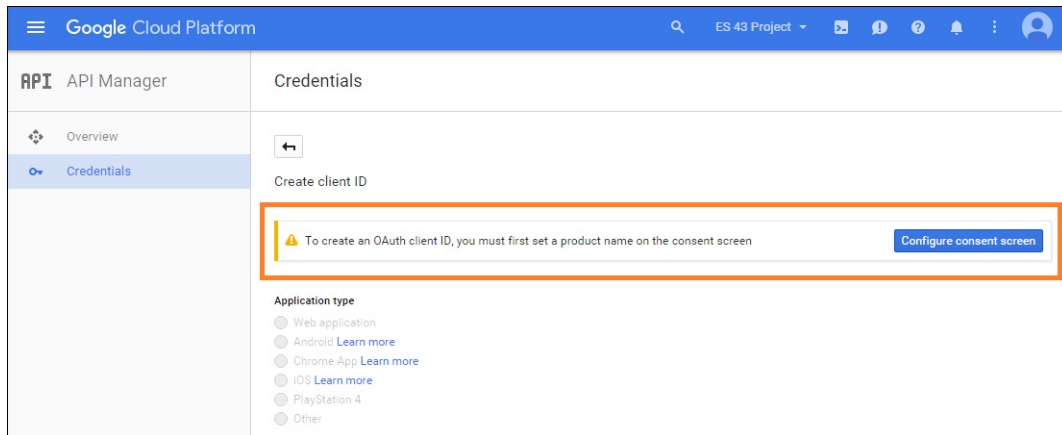 Google Cloud Platform
ES 43 Project
API API Manager
Credentials
Overview
Credentials
Create client ID
To create an OAuth client ID, you must first set a product name on the consent screen
Configure consent screen
Application type
Web application
Android Learn more
Chrome App Learn more
iOS Learn more
PlayStation 4
Other